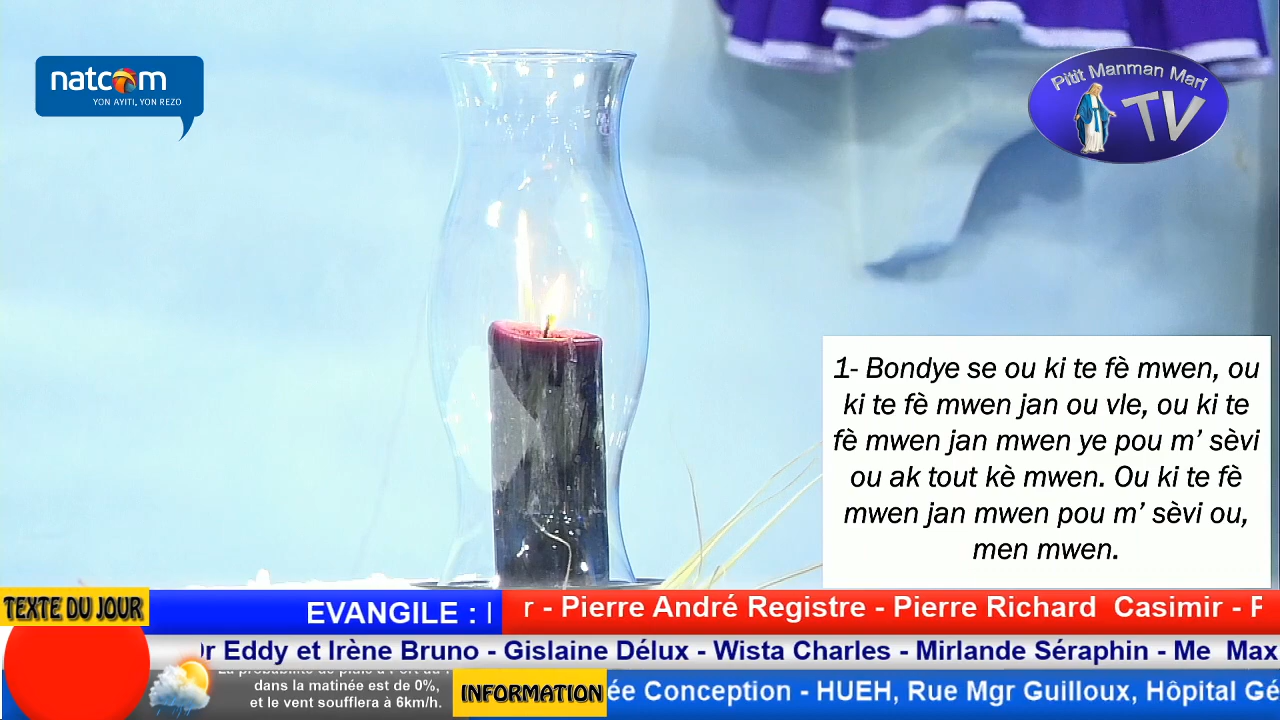 natcom
YON AYITI, YON REZO
Pitit Manman Mari
TV
1- Bondye se ou ki te fè mwen, ou
ki te fè mwen jan ou vle, ou ki te
fè mwen jan mwen ye pou m’ sèvi
ou ak tout kè mwen. Ou ki te fè
mwen jan mwen pou m’ sèvi ou,
men mwen.
TEXTE DU JOUR
EVANGILE :
r - Pierre André Registre - Pierre Richard Casimir -
Dr Eddy et Irène Bruno - Gislaine Délux - Wista Charles - Mirlande Séraphin - Me Max
dans la matinée est de 0%,
et le vent soufflera à 6km/h.
INFORMATION
ée Conception - HUEH, Rue Mgr Guilloux, Hôpital Gé